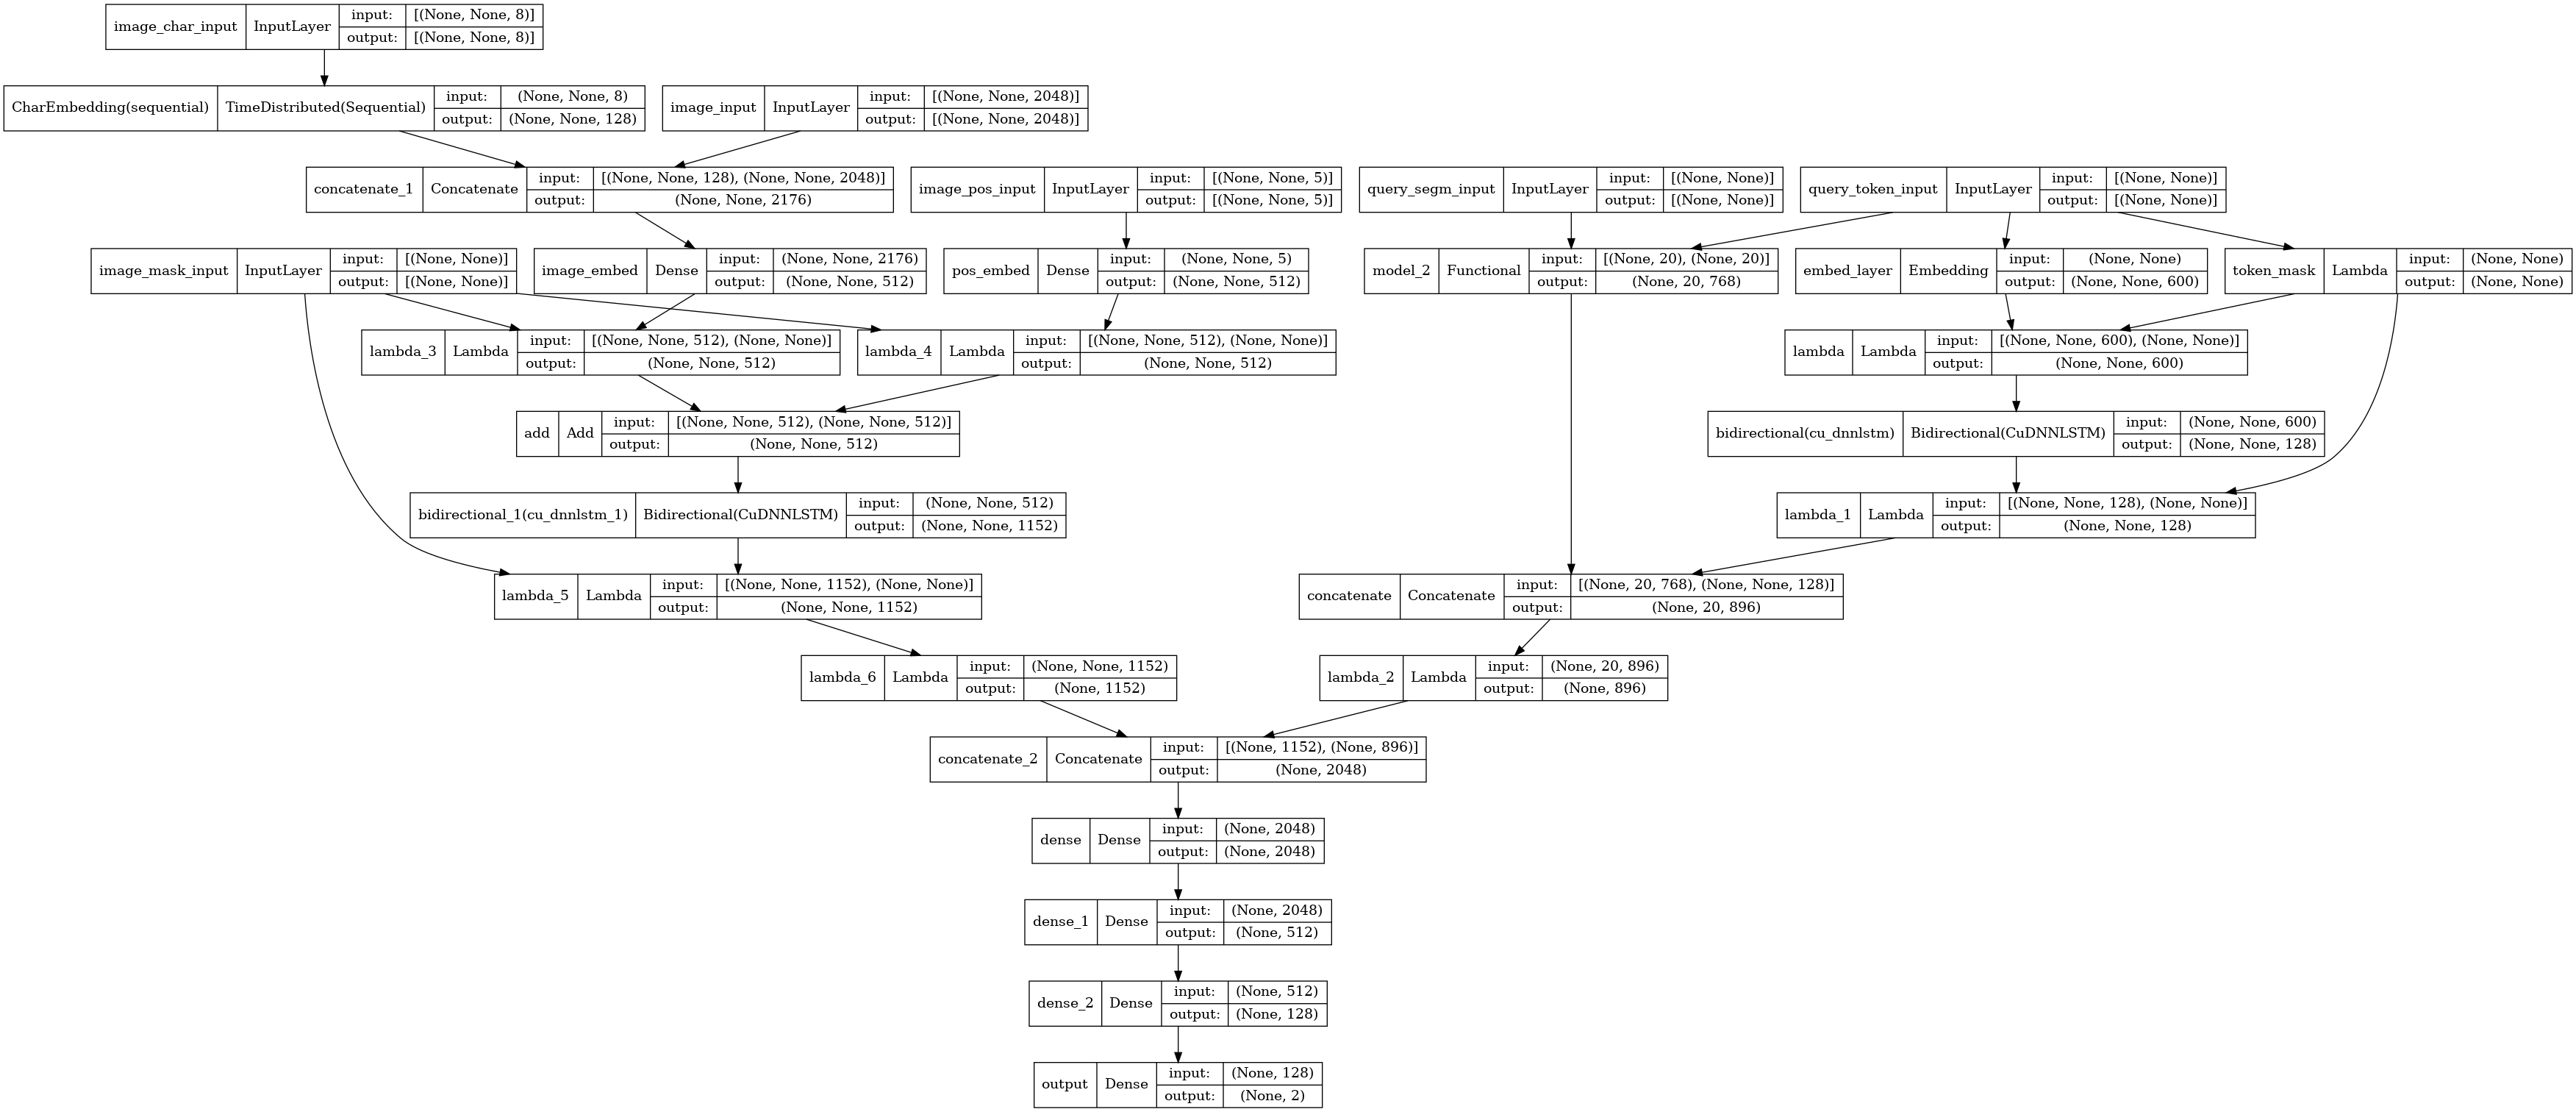 image_char_input InputLayer input: [(None, None, 8)]
output: [(None, None, 8)]
CharEmbedding(sequential) TimeDistributed(Sequential) input: (None, None, 8)
output: (None, None, 128)
image_input InputLayer input: [(None, None, 2048)]
output: [(None, None, 2048)]
concatenate_1 Concatenate input: [(None, None, 128), (None, None, 2048)]
output: (None, None, 2176)
image_pos_input InputLayer input: [(None, None, 5)]
output: [(None, None, 5)]
query_segm_input InputLayer input: [(None, None)]
output: [(None, None)]
query_token_input InputLayer input: [(None, None)]
output: [(None, None)]
image_mask_input InputLayer input: [(None, None)]
output: [(None, None)]
image_embed Dense input: (None, None, 2176)
output: (None, None, 512)
pos_embed Dense input: (None, None, 5)
output: (None, None, 512)
model_2 Functional input: [(None, 20), (None, 20)]
output: (None, 20, 768)
embed_layer Embedding input: (None, None)
output: (None, None, 600)
token_mask Lambda input: (None, None)
output: (None, None)
lambda_3 Lambda input: [(None, None, 512), (None, None)]
output: (None, None, 512)
lambda_4 Lambda input: [(None, None, 512), (None, None)]
output: (None, None, 512)
lambda Lambda input: [(None, None, 600), (None, None)]
output: (None, None, 600)
add Add input: [(None, None, 512), (None, None, 512)]
output: (None, None, 512)
bidirectional(cu_dnnlstm) Bidirectional(CuDNNLSTM) input: (None, None, 600)
output: (None, None, 128)
bidirectional_1(cu_dnnlstm_1) Bidirectional(CuDNNLSTM) input: (None, None, 512)
output: (None, None, 1152)
lambda_1 Lambda input: [(None, None, 128), (None, None)]
output: (None, None, 128)
lambda_5 Lambda input: [(None, None, 1152), (None, None)]
output: (None, None, 1152)
concatenate Concatenate input: [(None, 20, 768), (None, None, 128)]
output: (None, 20, 896)
lambda_6 Lambda input: (None, None, 1152)
output: (None, 1152)
lambda_2 Lambda input: (None, 20, 896)
output: (None, 896)
concatenate_2 Concatenate input: [(None, 1152), (None, 896)]
output: (None, 2048)
dense Dense input: (None, 2048)
output: (None, 2048)
dense_1 Dense input: (None, 2048)
output: (None, 512)
dense_2 Dense input: (None, 512)
output: (None, 128)
output Dense input: (None, 128)
output: (None, 2)